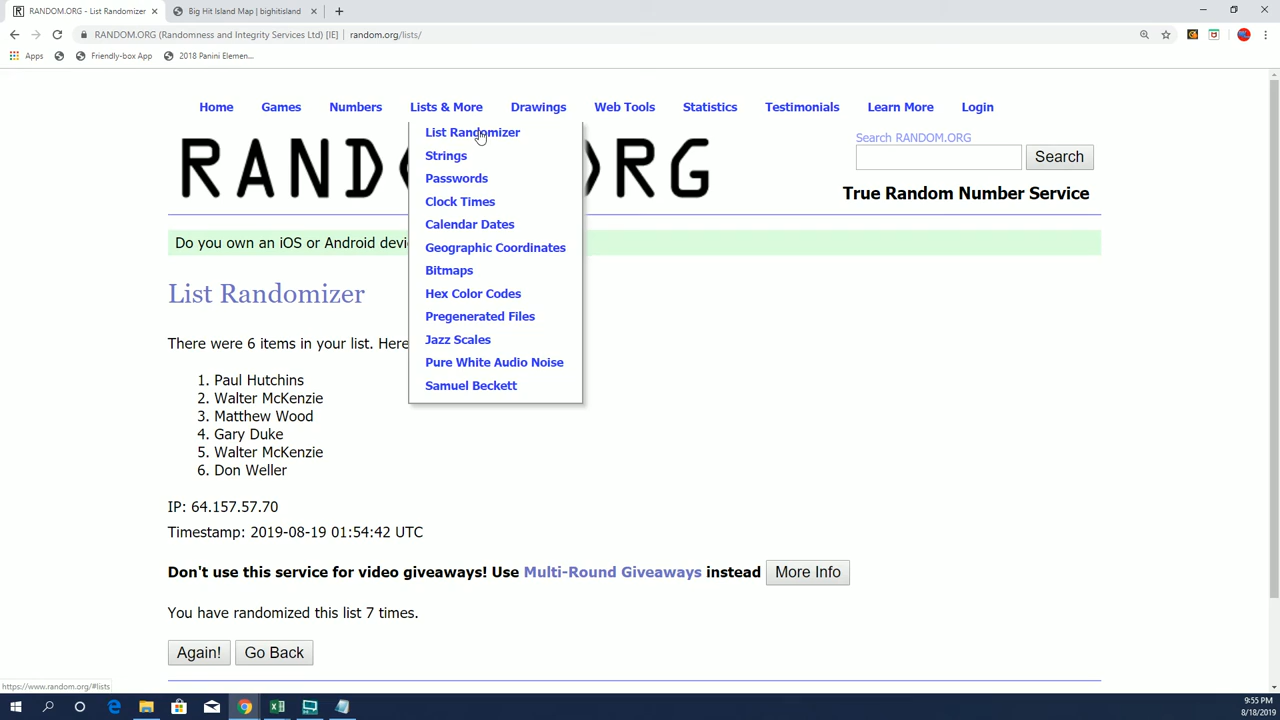 RANDOM.ORG - List Randomizer
Big Hit Island Map | bighitisland
RANDOM.ORG (Randomness and Integrity Services Ltd) [IE] | random.org/lists/
Apps
Friendly-box App
2018 Panini Elemen...
Home Games Numbers Lists & More Drawings Web Tools Statistics Testimonials Learn More Login
List Randomizer
Strings
Passwords
Clock Times
Calendar Dates
Geographic Coordinates
Bitmaps
Hex Color Codes
Pregenerated Files
Jazz Scales
Pure White Audio Noise
Samuel Beckett
RAND RG
Search RANDOM.ORG
Search
True Random Number Service
Do you own an iOS or Android devi
List Randomizer
There were 6 items in your list. Here
1. Paul Hutchins
2. Walter McKenzie
3. Matthew Wood
4. Gary Duke
5. Walter McKenzie
6. Don Weller
IP: 64.157.57.70
Timestamp: 2019-08-19 01:54:42 UTC
Don't use this service for video giveaways! Use Multi-Round Giveaways instead More Info
You have randomized this list 7 times.
Again! Go Back
https://www.random.org/#lists
9:55 PM
8/18/2019